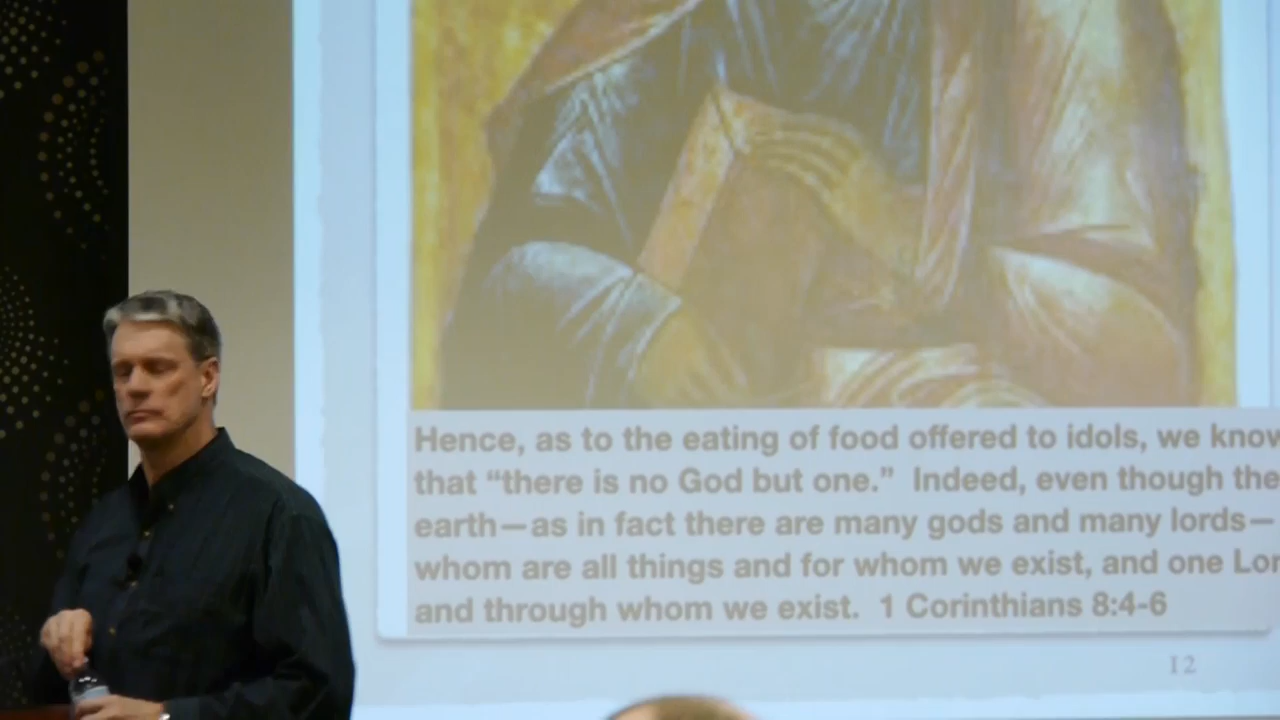 Hence, as to the eating of food offered to idols, we know
that “there is no God but one.” Indeed, even though the
earth—as in fact there are many gods and many lords—
whom are all things and for whom we exist, and one Lor
and through whom we exist. 1 Corinthians 8:4-6
12